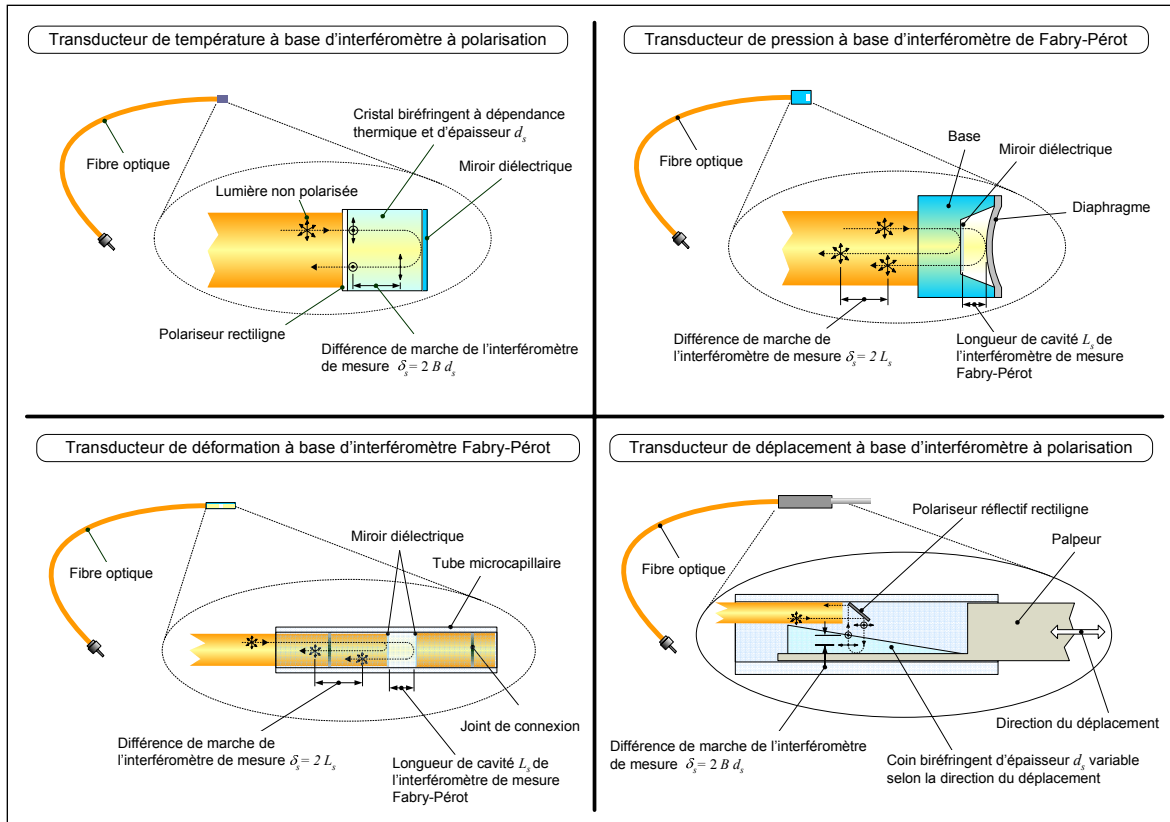 Transducteur de température à base d'interféromètre à polarisation
Cristal biréfringent à dépendance
thermique et d'épaisseur d_s
Fibre optique
Miroir diélectrique
Lumière non polarisée
Polariseur rectiligne
Différence de marche de l'interféromètre
de mesure δ_s = 2 B d_s
Transducteur de pression à base d'interféromètre de Fabry-Pérot
Base
Fibre optique
Miroir diélectrique
Diaphragme
Différence de marche de
l'interféromètre de mesure δ_s = 2 L_s
Longueur de cavité L_s de
l'interféromètre de mesure
Fabry-Pérot
Transducteur de déformation à base d'interféromètre Fabry-Pérot
Miroir diélectrique
Fibre optique
Tube microcapillaire
Joint de connexion
Différence de marche de
l'interféromètre de mesure δ_s = 2 L_s
Longueur de cavité L_s de
l'interféromètre de mesure
Fabry-Pérot
Transducteur de déplacement à base d'interféromètre à polarisation
Polariseur réflectif rectiligne
Palpeur
Fibre optique
Direction du déplacement
Différence de marche de l'interféromètre
de mesure δ_s = 2 B d_s
Coin biréfringent d'épaisseur d_s variable
selon la direction du déplacement